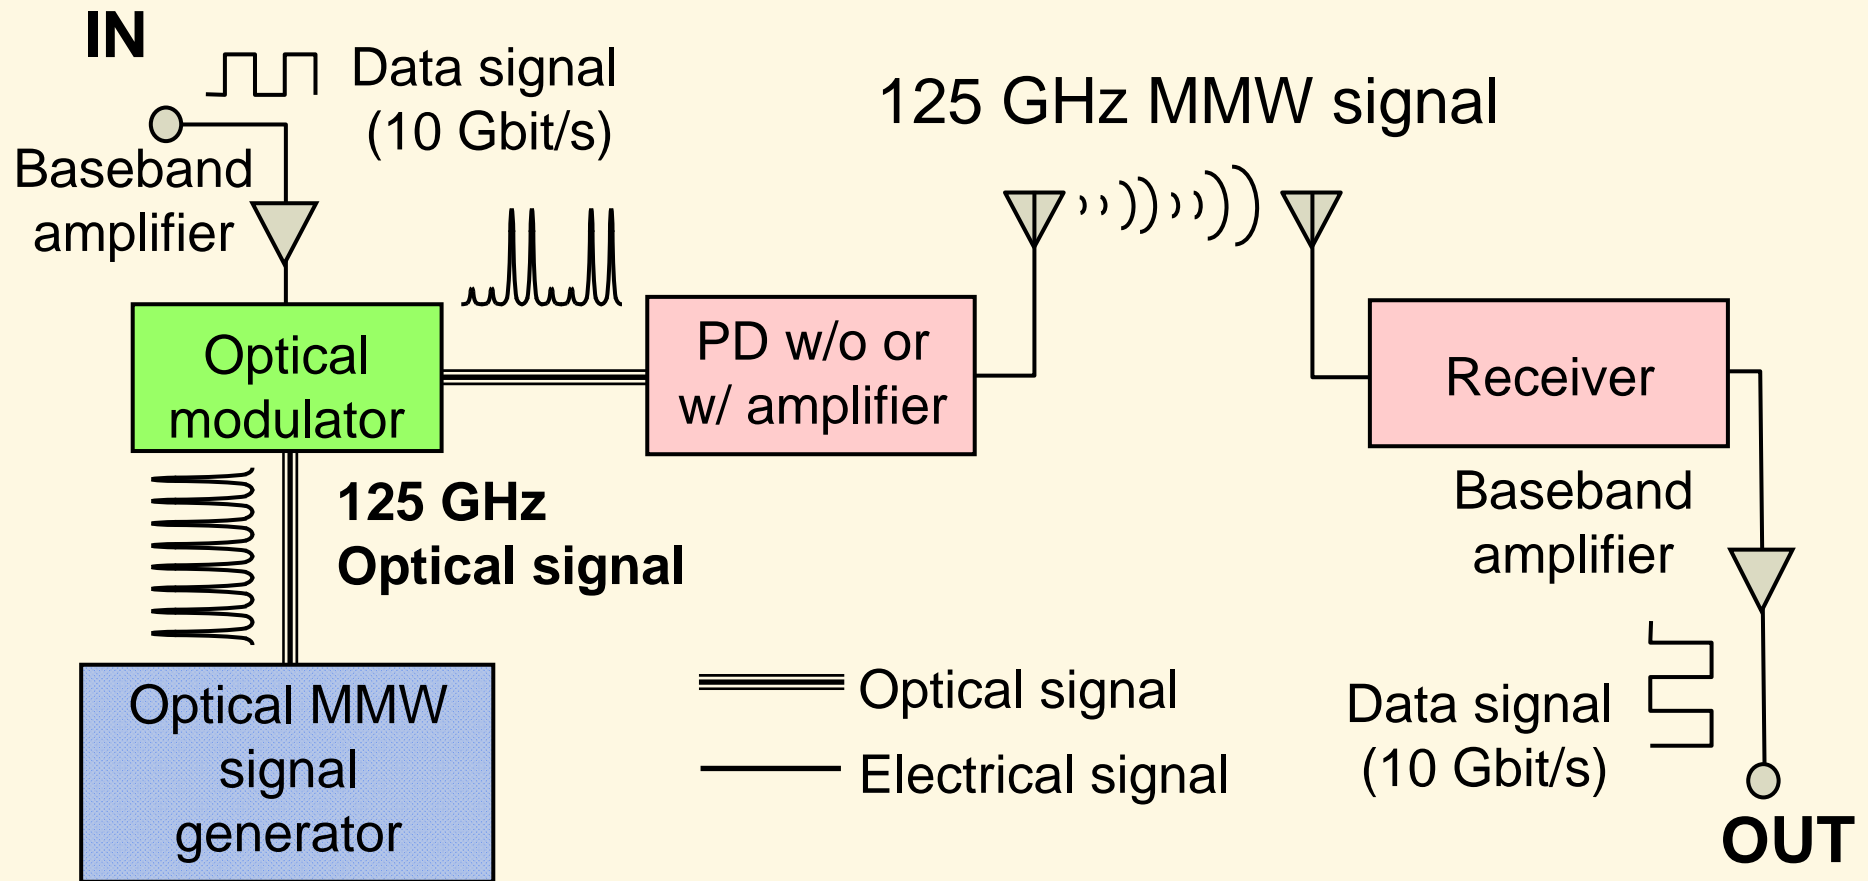 IN
Data signal
(10 Gbit/s)
Baseband
amplifier
125 GHz MMW signal
Optical
modulator
PD w/o or
w/ amplifier
Receiver
125 GHz
Optical signal
Baseband
amplifier
Optical MMW
signal
generator
Optical signal
Electrical signal
Data signal
(10 Gbit/s)
OUT